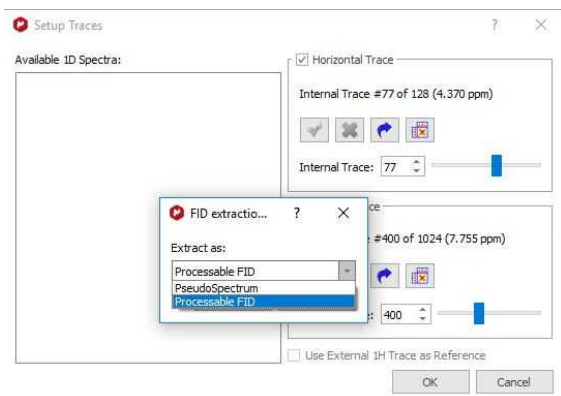 Setup Traces
Available 1D Spectra:
Horizontal Trace
Internal Trace #77 of 128 (4.370 ppm)
Internal Trace: 77
FID extractio...
Extract as:
Processable FID
PseudoSpectrum
Processable FID
#400 of 1024 (7.755 ppm)
400
Use External 1H Trace as Reference
OK
Cancel